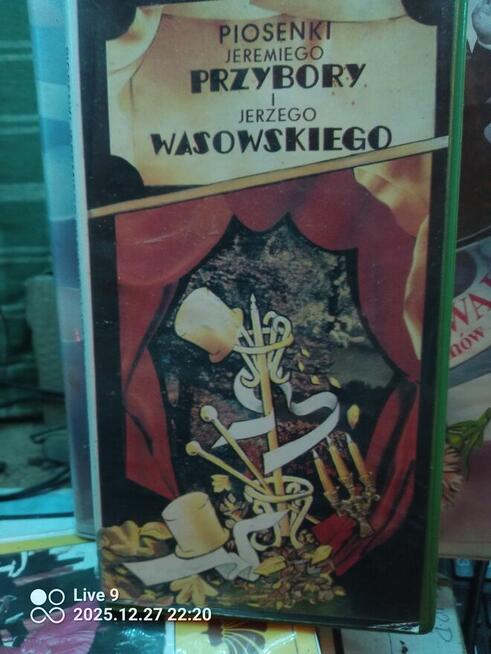 PIOSENKI
JEREMIEGO
PRZYBORY
I
JERZEGO
WASOWSKIEGO
Live 9
2025.12.27 22:20